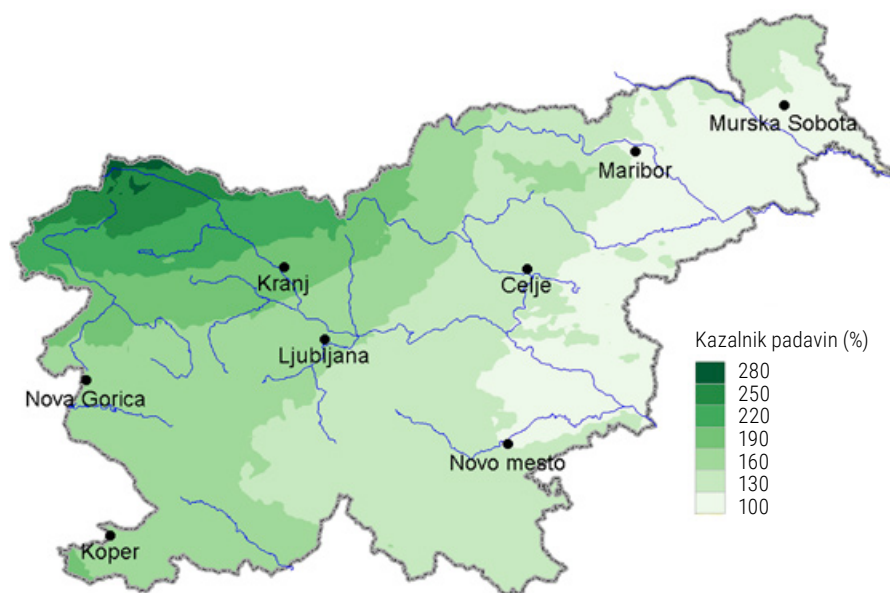 Murska Sobota
Maribor
Kranj
Celje
Ljubljana
Nova Gorica
Novo mesto
Koper
Kazalnik padavin (%)
280
250
220
190
160
130
100